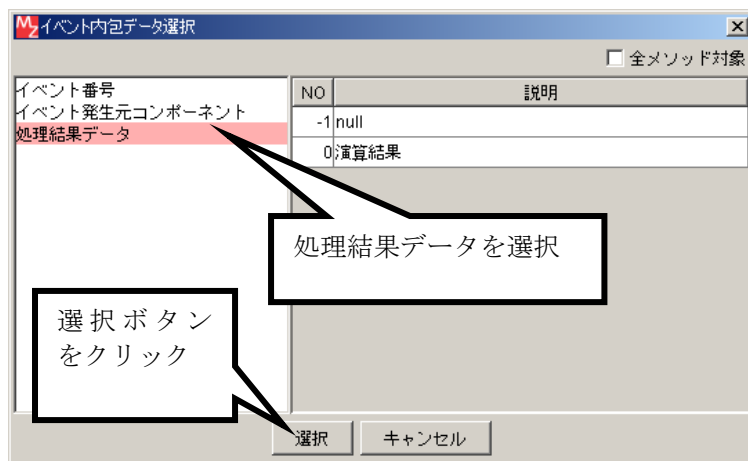 Mzイベント内包データ選択
全メソッド対象
イベント番号
イベント発生元コンポーネント
処理結果データ
NO 説明
-1 null
0 演算結果
処理結果データを選択
選択ボタン
をクリック
選択 キャンセル